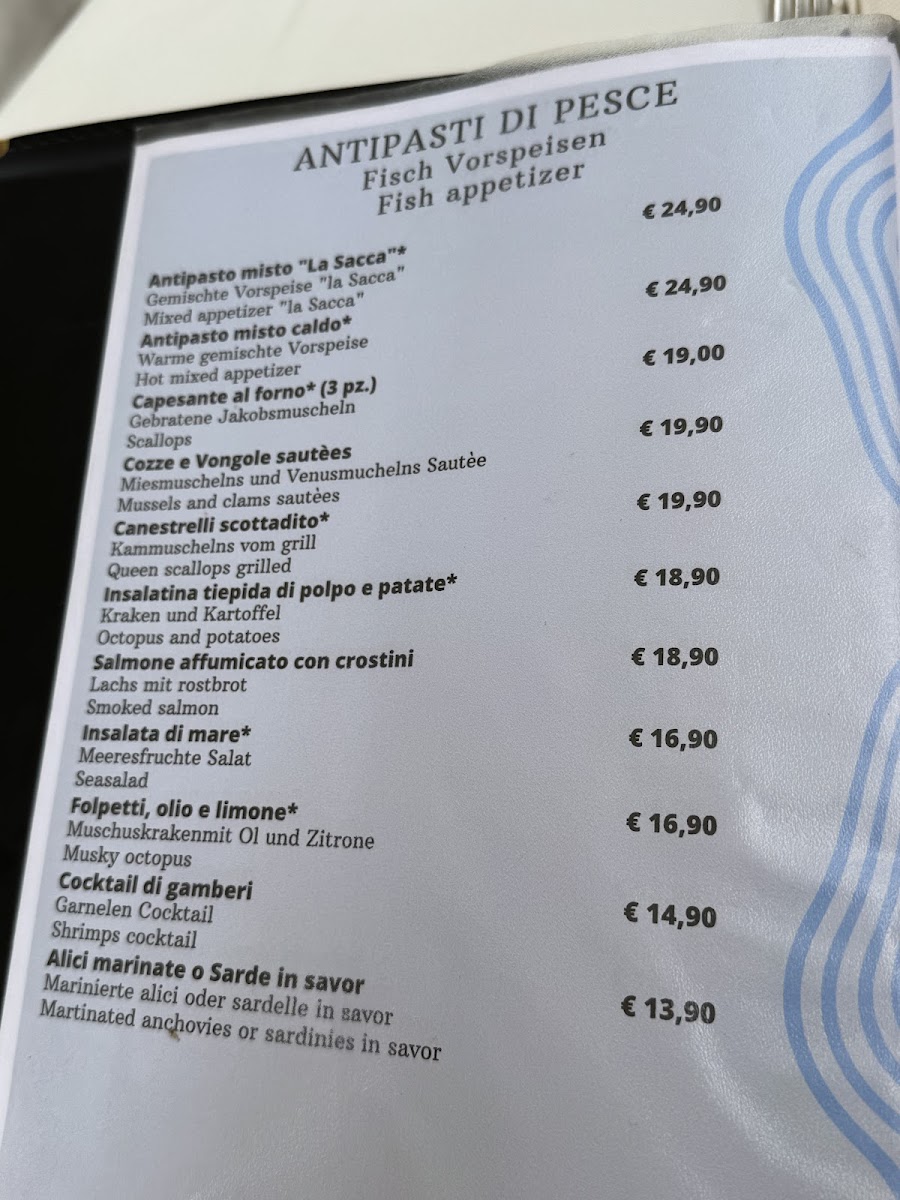 ANTIPASTI DI PESCE
Fisch Vorspeisen
Fish appetizer
€ 24,90
Antipasto misto "La Sacca"*
Gemischte Vorspeise "la Sacca"
Mixed appetizer "la Sacca"
€ 24,90
Antipasto misto caldo*
Warme gemischte Vorspeise
Hot mixed appetizer
€ 19,00
Capesante al forno* (3 pz.)
Gebratene Jakobsmuscheln
Scallops
€ 19,90
Cozze e Vongole sautèes
Miesmuschelns und Venusmuchelns Sautèe
Mussels and clams sautèes
€ 19,90
Canestrelli scottadito*
Kammuschelns vom grill
Queen scallops grilled
€ 18,90
Insalatina tiepida di polpo e patate*
Kraken und Kartoffel
Octopus and potatoes
€ 18,90
Salmone affumicato con crostini
Lachs mit rostbrot
Smoked salmon
€ 16,90
Insalata di mare*
Meeresfruchte Salat
Seasalad
€ 16,90
Folpetti, olio e limone*
Muschuskrakenmit Ol und Zitrone
Musky octopus
€ 14,90
Cocktail di gamberi
Garnelen Cocktail
Shrimps cocktail
€ 13,90
Alici marinate o Sarde in savor
Marinierte alici oder sardelle in savor
Martinated anchovies or sardinies in savor